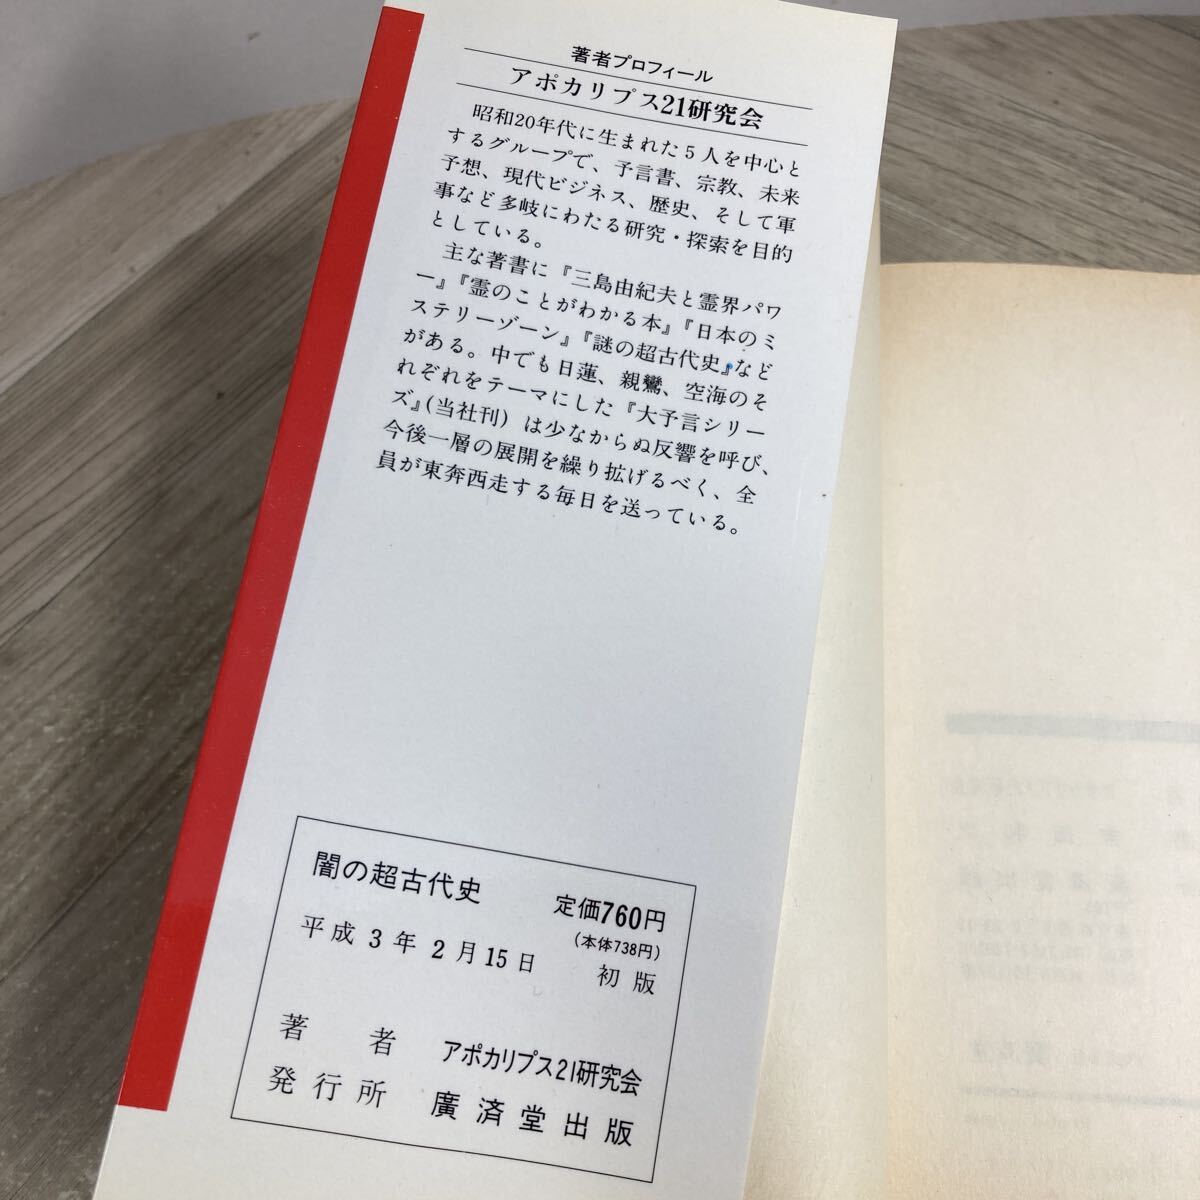 著者プロフィール
アポカリプス21研究会
昭和20年代に生まれた5人を中心と
するグループで、予言書、宗教、未来
予想、現代ビジネス、歴史、そして軍
事など多岐にわたる研究・探索を目的
としている。
主な著書に『三島由紀夫と霊界パワ
ー』『霊のことがわかる本』『日本のミ
ステリーゾーン』『謎の超古代史』など
がある。中でも日蓮、親鸞、空海のそ
れぞれをテーマにした『大予言シリー
ズ』(当社刊)は少なからぬ反響を呼び、
今後一層の展開を繰り拡げるべく、全
員が東奔西走する毎日を送っている。
闇の超古代史 定価760円
(本体738円)
平成3年2月15日 初版
著者 アポカリプス21研究会
発行所 廣済堂出版